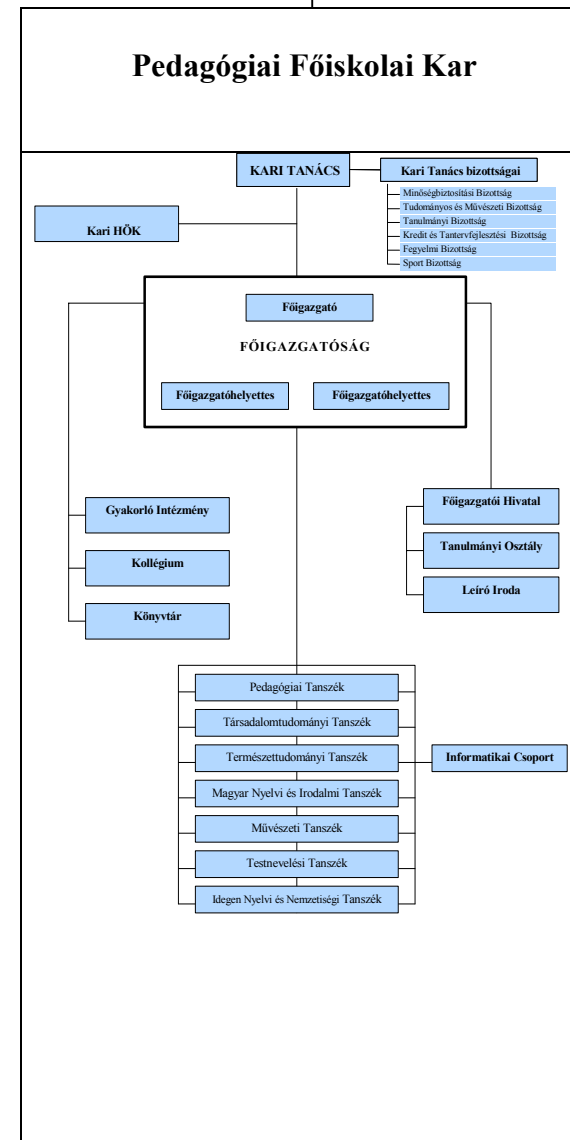 Pedagógiai Főiskolai Kar
KARI TANÁCS
Kari Tanács bizottságai
Minőségbiztosítási Bizottság
Tudományos és Művészeti Bizottság
Tanulmányi Bizottság
Kredit és Tantervfejlesztési Bizottság
Fegyelmi Bizottság
Sport Bizottság
Kari HÖK
Főigazgató
FŐIGAZGATÓSÁG
Főigazgatóhelyettes
Főigazgatóhelyettes
Gyakorló Intézmény
Kollégium
Könyvtár
Főigazgatói Hivatal
Tanulmányi Osztály
Leíró Iroda
Pedagógiai Tanszék
Társadalomtudományi Tanszék
Természettudományi Tanszék
Informatikai Csoport
Magyar Nyelvi és Irodalmi Tanszék
Művészeti Tanszék
Testnevelési Tanszék
Idegen Nyelvi és Nemzetiségi Tanszék